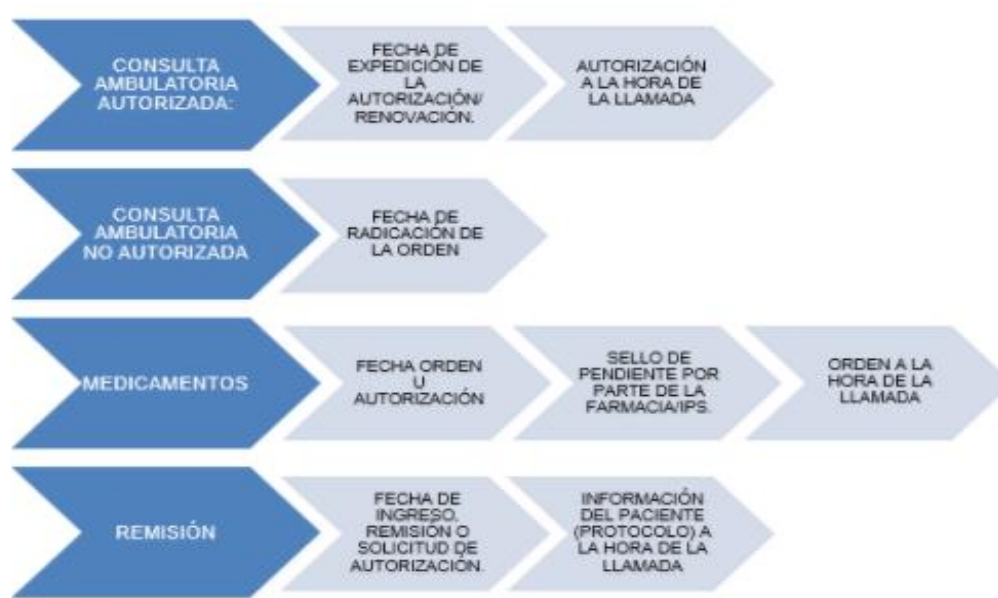 CONSULTA
AMBULATORIA
AUTORIZADA:
FECHA DE
EXPEDICIÓN DE
LA
AUTORIZACIÓN/
RENOVACIÓN.
AUTORIZACIÓN
A LA HORA DE
LA LLAMADA
CONSULTA
AMBULATORIA
NO AUTORIZADA
FECHA DE
RADICACIÓN DE
LA ORDEN
MEDICAMENTOS
FECHA ORDEN
U
AUTORIZACIÓN
SELLO DE
PENDIENTE POR
PARTE DE LA
FARMACIA/IPS.
ORDEN A LA
HORA DE LA
LLAMADA
REMISIÓN
FECHA DE
INGRESO,
REMISIÓN O
SOLICITUD DE
AUTORIZACIÓN.
INFORMACIÓN
DEL PACIENTE
(PROTOCOLO) A
LA HORA DE LA
LLAMADA